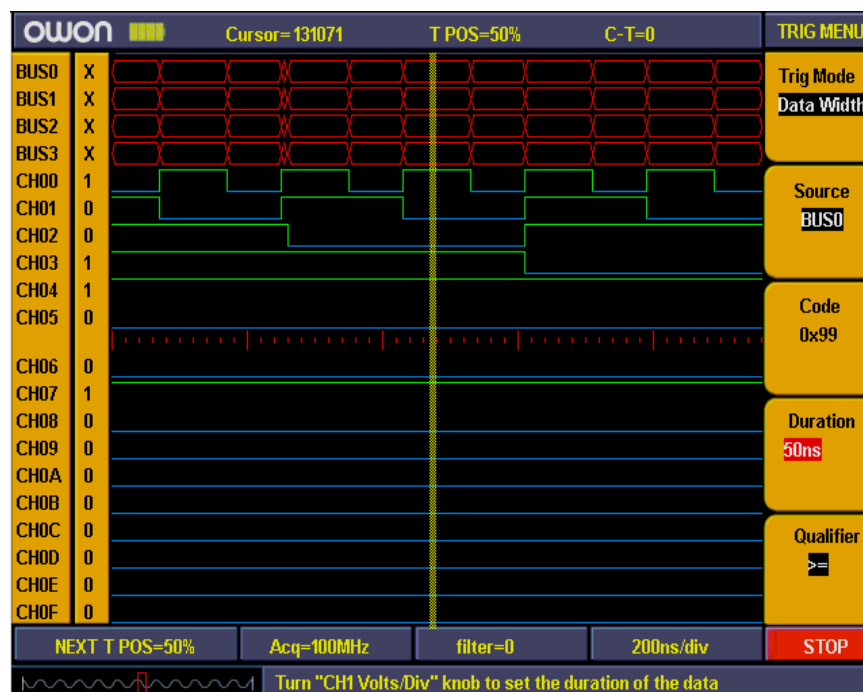 owon Cursor=131071 T POS=50% C-T=0 TRIG MENU
BUS0 X
BUS1 X
BUS2 X
BUS3 X
CH00 1
CH01 0
CH02 0
CH03 1
CH04 1
CH05 0
CH06 0
CH07 1
CH08 0
CH09 0
CH0A 0
CH0B 0
CH0C 0
CH0D 0
CH0E 0
CH0F 0
Trig Mode
Data Width
Source
BUS0
Code
0x99
Duration
50ns
Qualifier
>=
NEXT T POS=50% Acq=100MHz filter=0 200ns/div STOP
Turn "CH1 Volts/Div" knob to set the duration of the data